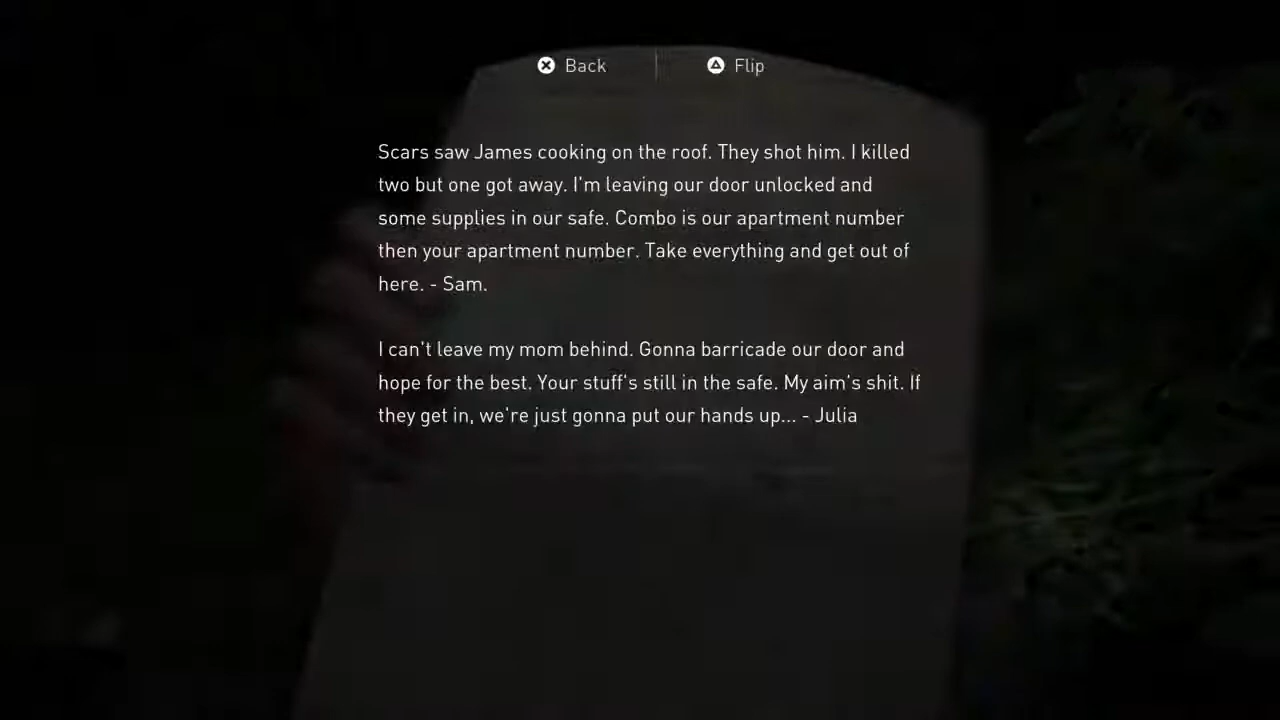 Back
Flip
Scars saw James cooking on the roof. They shot him. I killed
two but one got away. I'm leaving our door unlocked and
some supplies in our safe. Combo is our apartment number
then your apartment number. Take everything and get out of
here. - Sam.
I can't leave my mom behind. Gonna barricade our door and
hope for the best. Your stuff's still in the safe. My aim's shit. If
they get in, we're just gonna put our hands up... - Julia